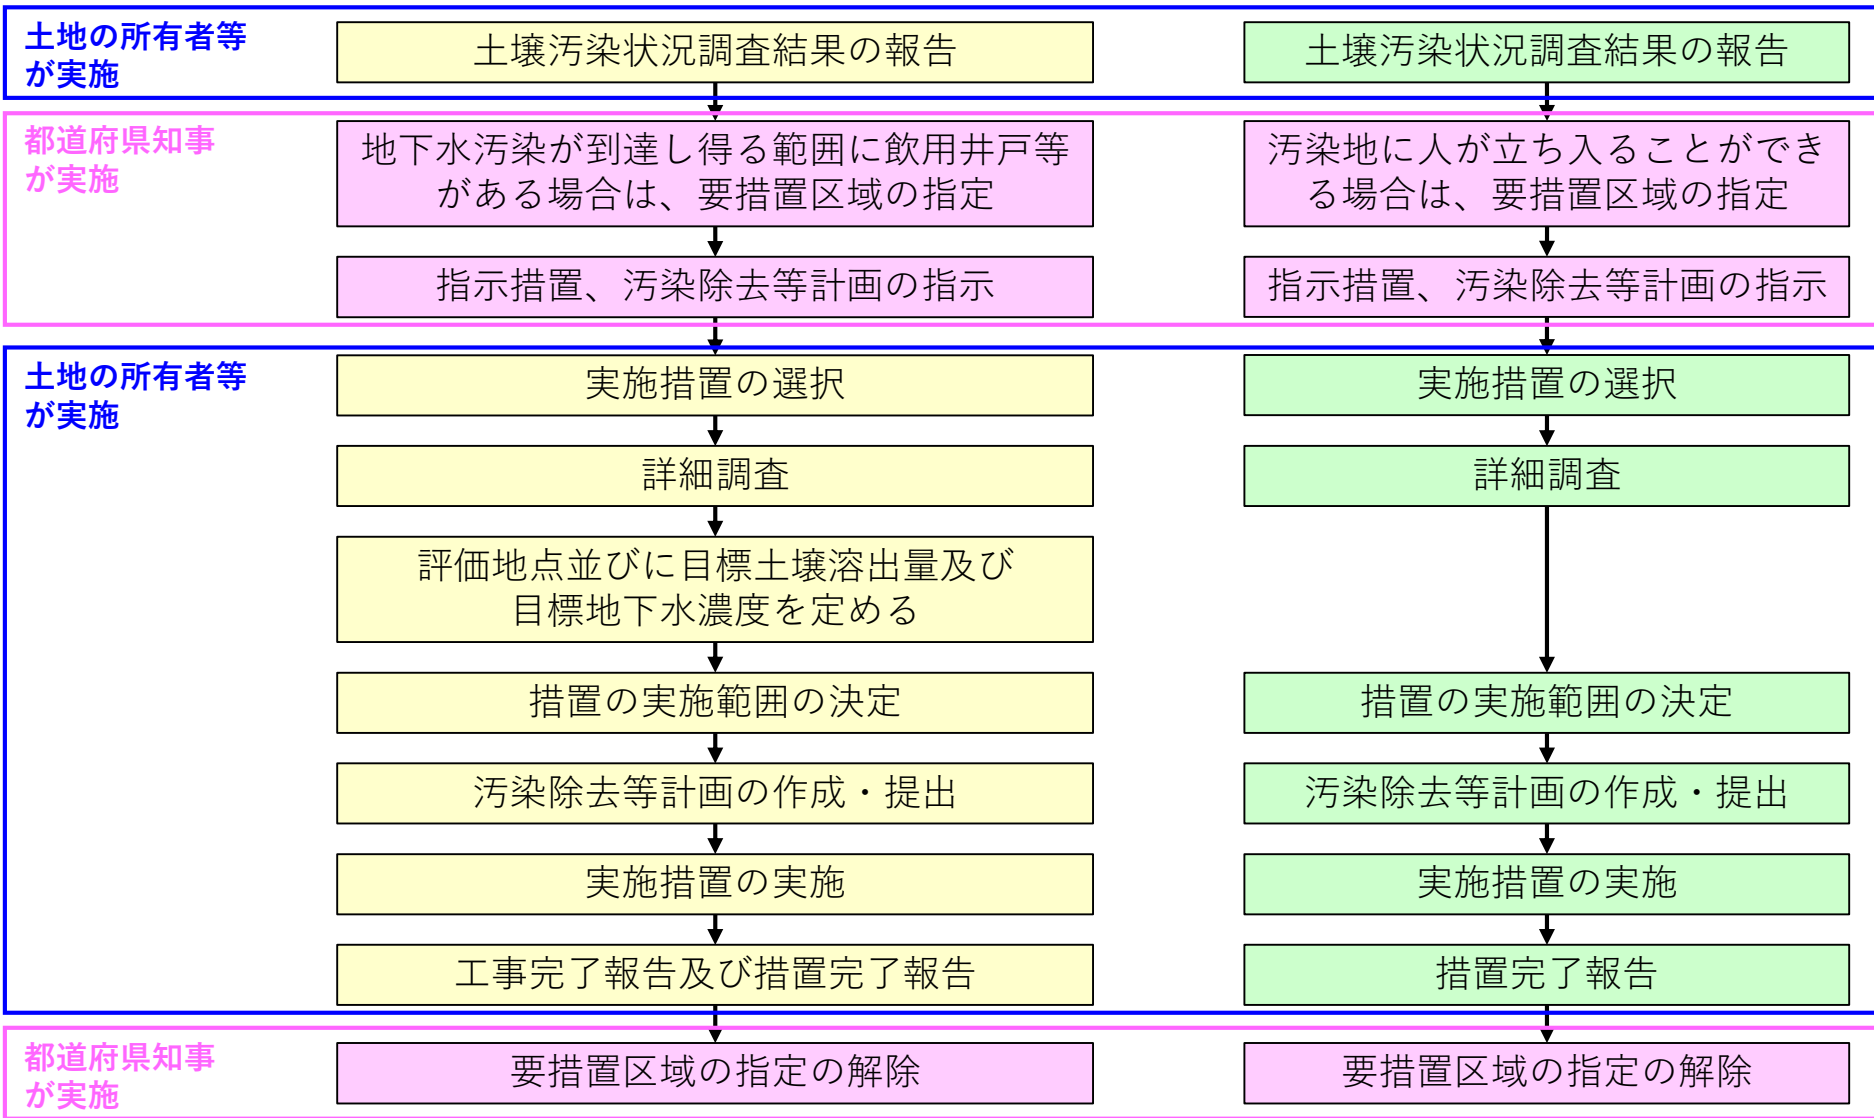 土地の所有者等
が実施
土壌汚染状況調査結果の報告
土壌汚染状況調査結果の報告
都道府県知事
が実施
地下水汚染が到達し得る範囲に飲用井戸等
がある場合は、要措置区域の指定
汚染地に人が立ち入ることができ
る場合は、要措置区域の指定
指示措置、汚染除去等計画の指示
指示措置、汚染除去等計画の指示
土地の所有者等
が実施
実施措置の選択
実施措置の選択
詳細調査
詳細調査
評価地点並びに目標土壌溶出量及び
目標地下水濃度を定める
措置の実施範囲の決定
措置の実施範囲の決定
汚染除去等計画の作成・提出
汚染除去等計画の作成・提出
実施措置の実施
実施措置の実施
工事完了報告及び措置完了報告
措置完了報告
都道府県知事
が実施
要措置区域の指定の解除
要措置区域の指定の解除